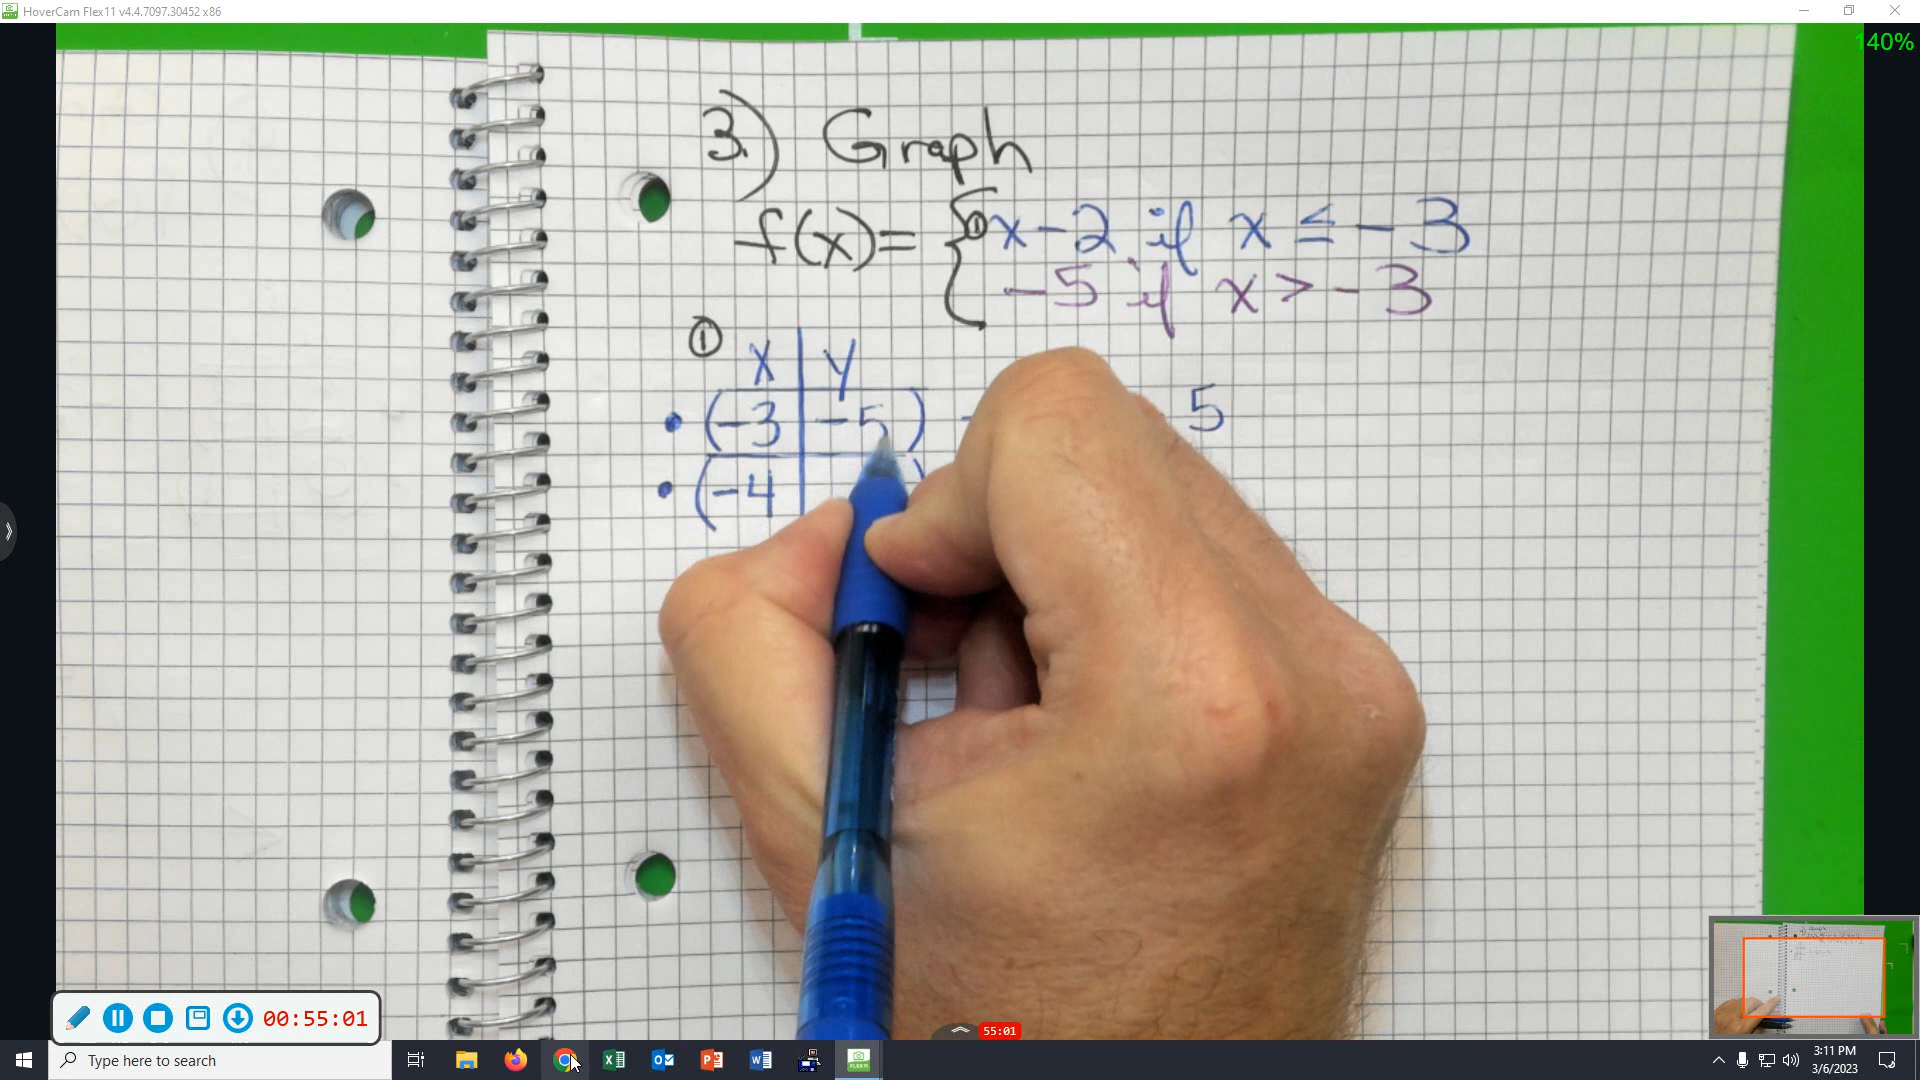 HoverCam Flex11 v4.4.7097.30452 x86
140%
3.) Graph
f(x)= { ① x-2 if x ≤ -3
-5 if x > -3
①
x | y
• (-3 | -5) 5
• (-4 | )
00:55:01
55:01
Type here to search
3:11 PM
3/6/2023